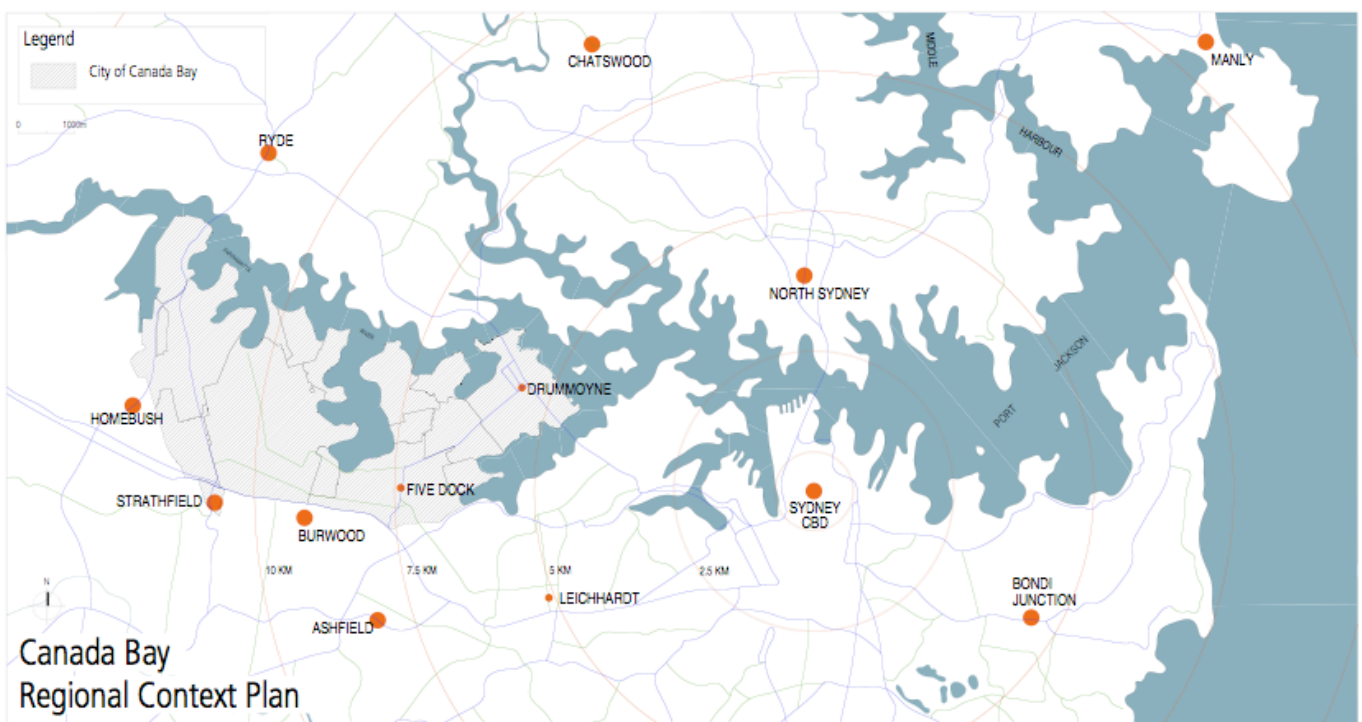 Legend
City of Canada Bay
0 1000m
CHATSWOOD
MIDDLE
HARBOUR
MANLY
RYDE
PARRAMATTA
RIVER
NORTH SYDNEY
JACKSON
PORT
DRUMMOYNE
HOMEBUSH
FIVE DOCK
STRATHFIELD
BURWOOD
SYDNEY
CBD
10 KM
7.5 KM
5 KM
2.5 KM
BONDI
JUNCTION
N
LEICHHARDT
ASHFIELD
Canada Bay
Regional Context Plan